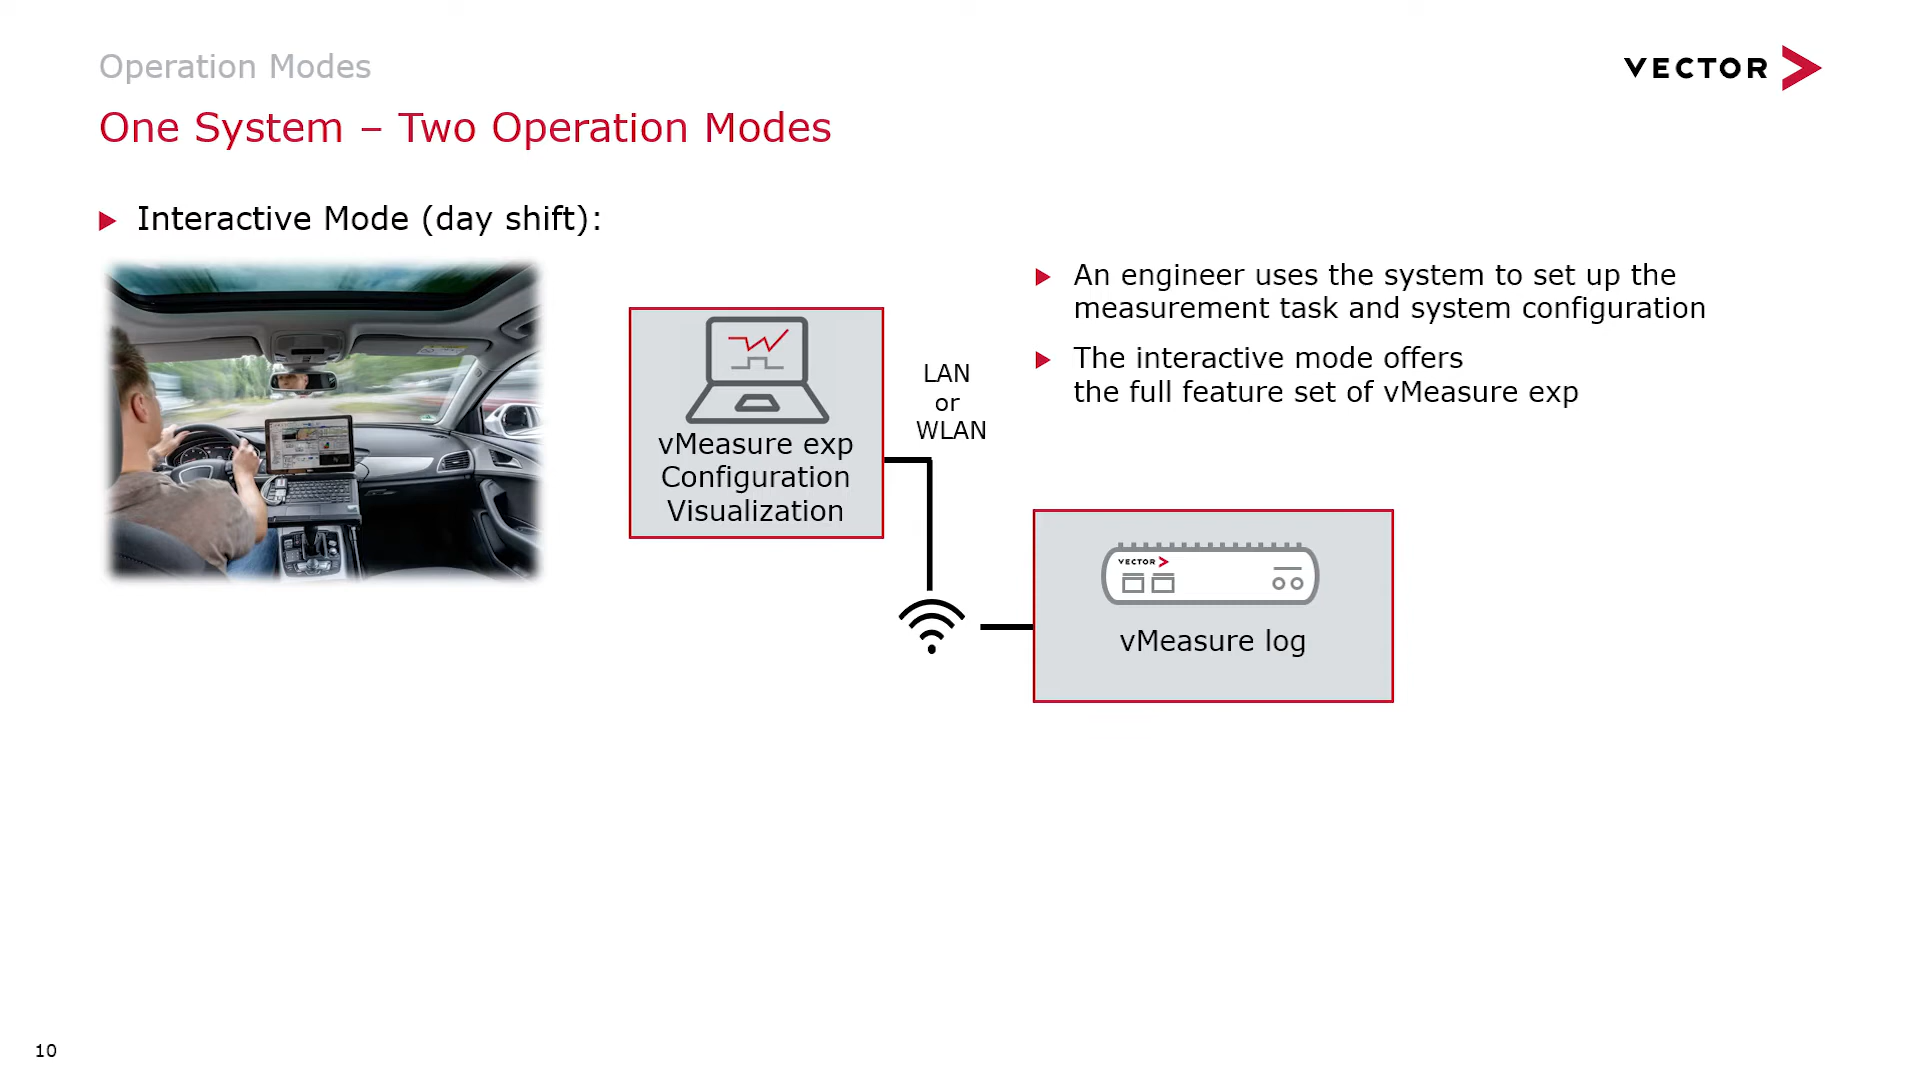 Operation Modes
VECTOR
One System – Two Operation Modes
Interactive Mode (day shift):
An engineer uses the system to set up the
measurement task and system configuration
The interactive mode offers
the full feature set of vMeasure exp
LAN
or
WLAN
vMeasure exp
Configuration
Visualization
VECTOR
vMeasure log
10